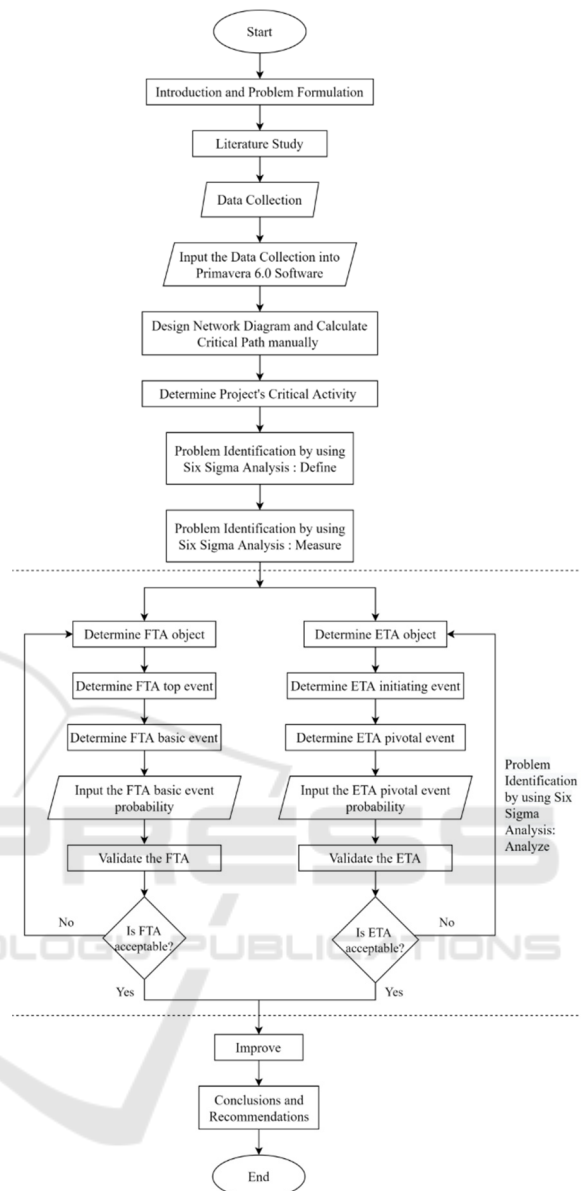 Start
Introduction and Problem Formulation
Literature Study
Data Collection
Input the Data Collection into
Primavera 6.0 Software
Design Network Diagram and Calculate
Critical Path manually
Determine Project's Critical Activity
Problem Identification by using
Six Sigma Analysis : Define
Problem Identification by using
Six Sigma Analysis : Measure
Determine FTA object
Determine FTA top event
Determine FTA basic event
Input the FTA basic event
probability
Validate the FTA
Is FTA
acceptable?
No
Yes
Determine ETA object
Determine ETA initiating event
Determine ETA pivotal event
Input the ETA pivotal event
probability
Validate the ETA
Is ETA
acceptable?
No
Yes
Problem
Identification
by using Six
Sigma
Analysis:
Analyze
Improve
Conclusions and
Recommendations
End
PRESS
OLOGY PUBLICATIONS